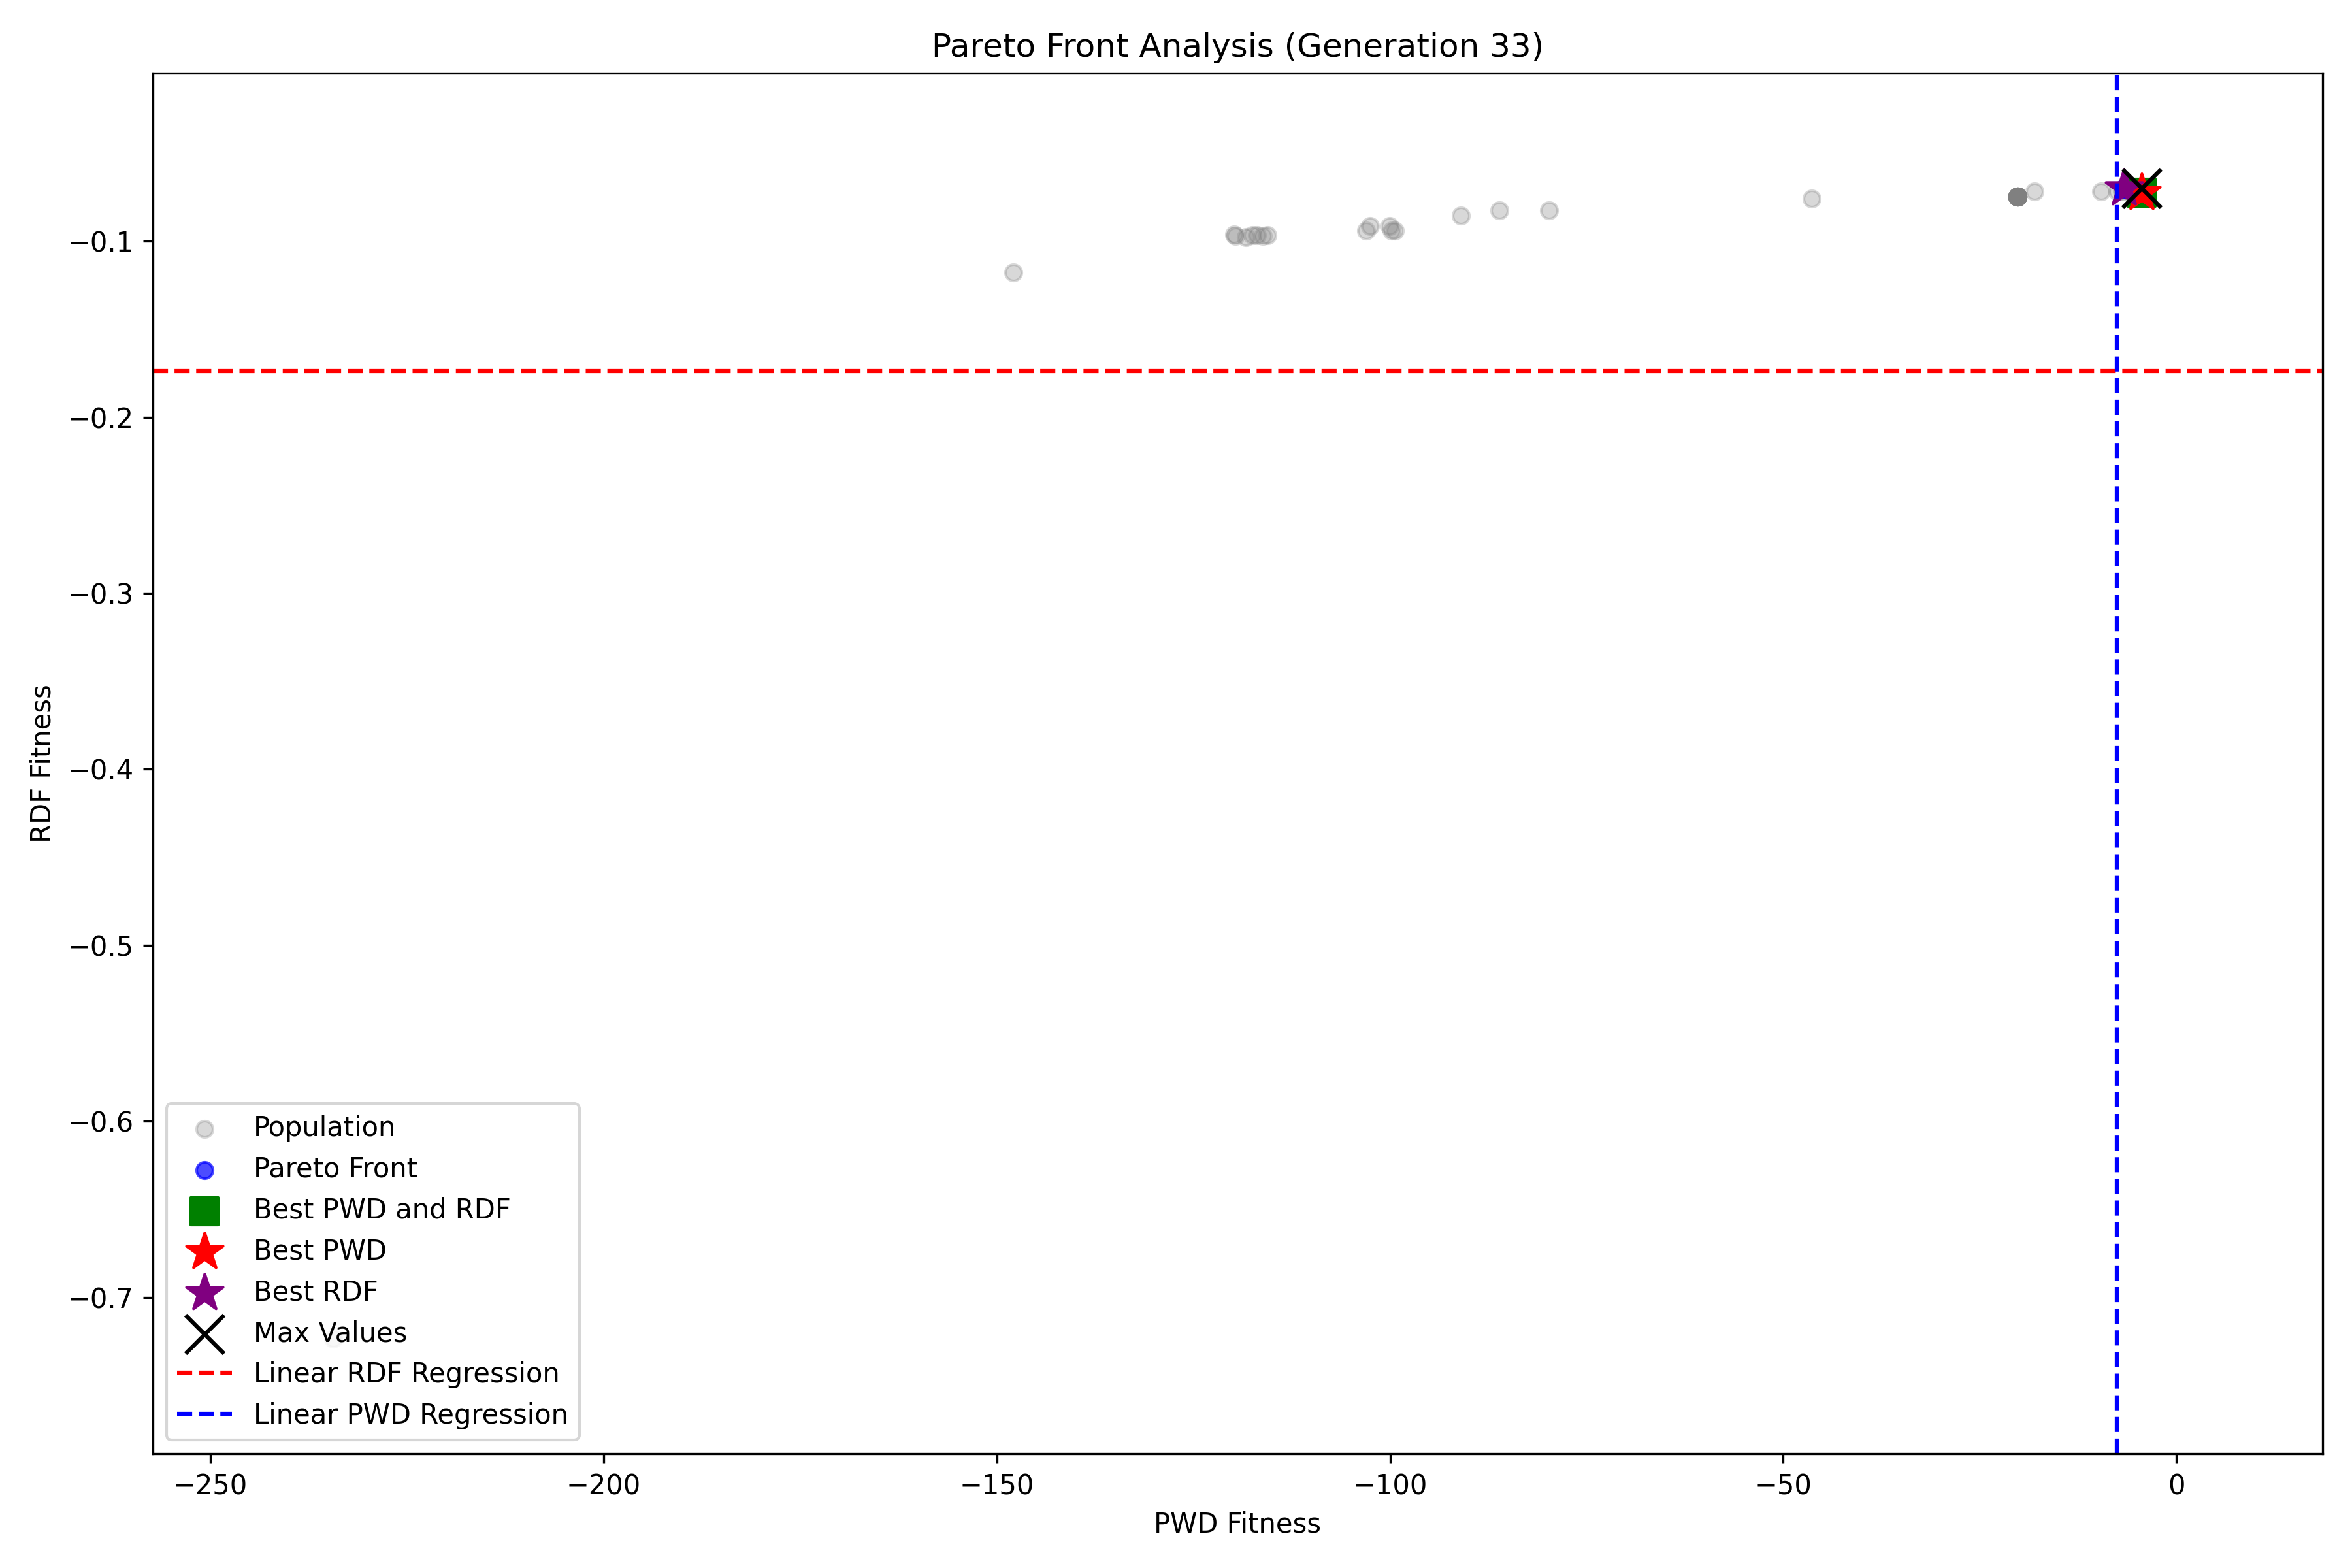 Pareto Front Analysis (Generation 33)
RDF Fitness
−0.1
−0.2
−0.3
−0.4
−0.5
−0.6
−0.7
Population
Pareto Front
Best PWD and RDF
Best PWD
Best RDF
Max Values
Linear RDF Regression
Linear PWD Regression
−250
−200
−150
−100
−50
0
PWD Fitness